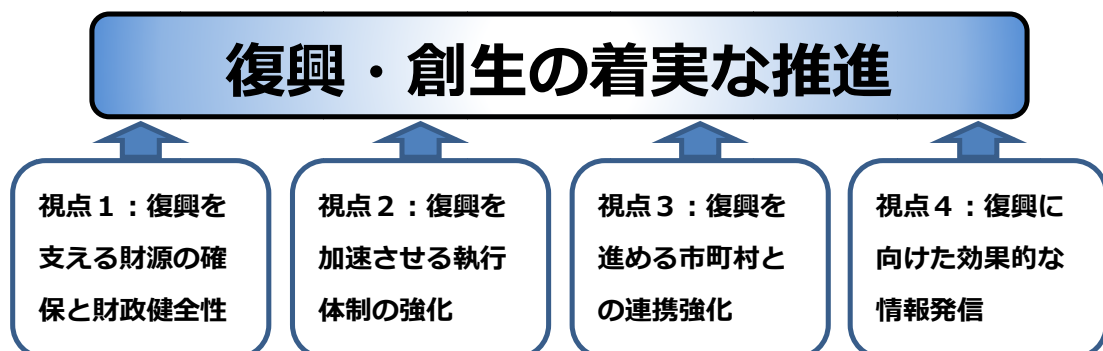 復興・創生の着実な推進
視点１：復興を
支える財源の確
保と財政健全性
視点２：復興を
加速させる執行
体制の強化
視点３：復興を
進める市町村と
の連携強化
視点４：復興に
向けた効果的な
情報発信